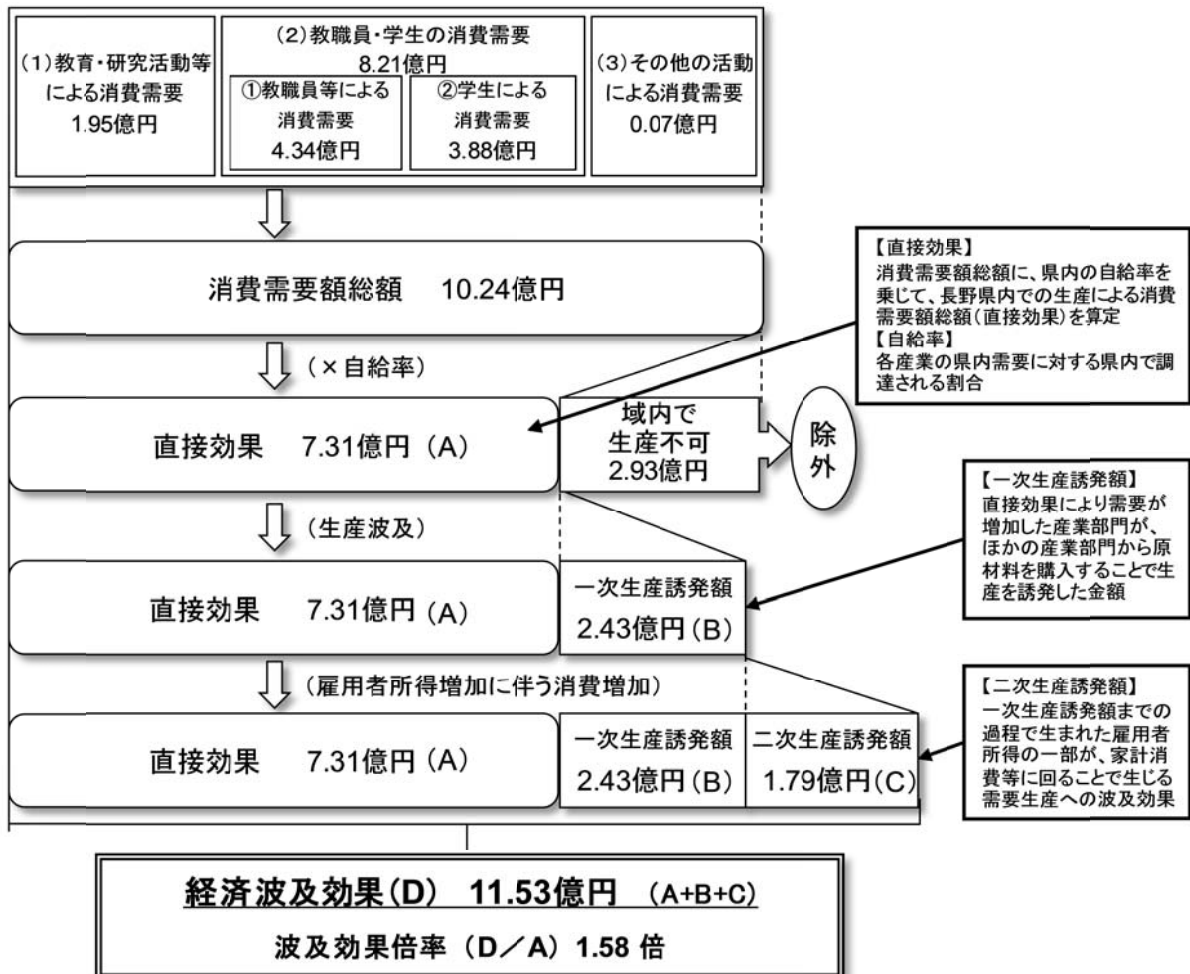 (1)教育・研究活動等
による消費需要
1.95億円
(2)教職員・学生の消費需要
8.21億円
①教職員等による
消費需要
4.34億円
②学生による
消費需要
3.88億円
(3)その他の活動
による消費需要
0.07億円
消費需要額総額 10.24億円
(×自給率)
【直接効果】
消費需要額総額に、県内の自給率を
乗じて、長野県内での生産による消費
需要額総額(直接効果)を算定
【自給率】
各産業の県内需要に対する県内で調
達される割合
直接効果 7.31億円 (A)
域内で
生産不可
2.93億円
除
外
(生産波及)
【一次生産誘発額】
直接効果により需要が
増加した産業部門が、
ほかの産業部門から原
材料を購入することで生
産を誘発した金額
直接効果 7.31億円 (A)
一次生産誘発額
2.43億円(B)
(雇用者所得増加に伴う消費増加)
【二次生産誘発額】
一次生産誘発額までの
過程で生まれた雇用者
所得の一部が、家計消
費等に回ることで生じる
需要生産への波及効果
直接効果 7.31億円 (A)
一次生産誘発額
2.43億円(B)
二次生産誘発額
1.79億円(C)
経済波及効果(D) 11.53億円 (A+B+C)
波及効果倍率 (D/A) 1.58 倍